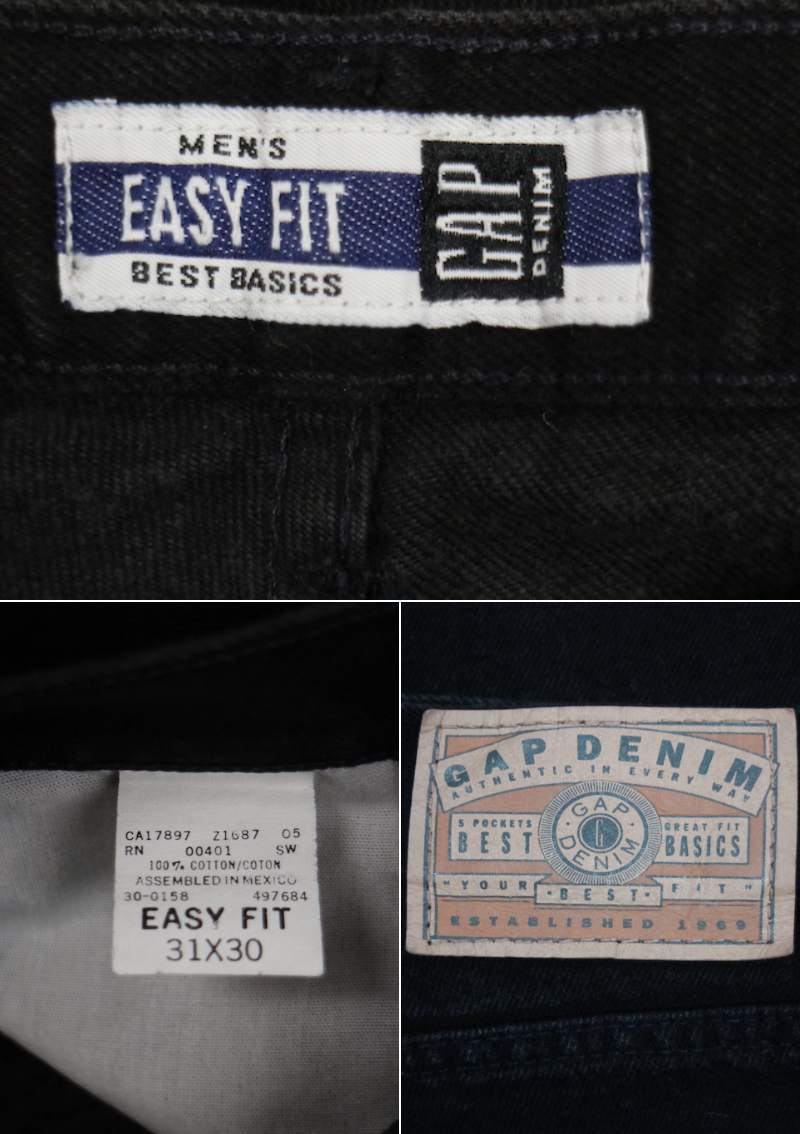 MEN'S
EASY FIT
BEST BASICS
GAP
DENIM
CA17897 Z1687 05
RN 00401 SW
100% COTTON/COTON
ASSEMBLED IN MEXICO
30-0158 497684
EASY FIT
31X30
GAP DENIM
AUTHENTIC IN EVERY WAY
5 POCKETS
BEST
GAP
G
DENIM
GREAT FIT
BASICS
"YOUR BEST FIT"
ESTABLISHED 1969